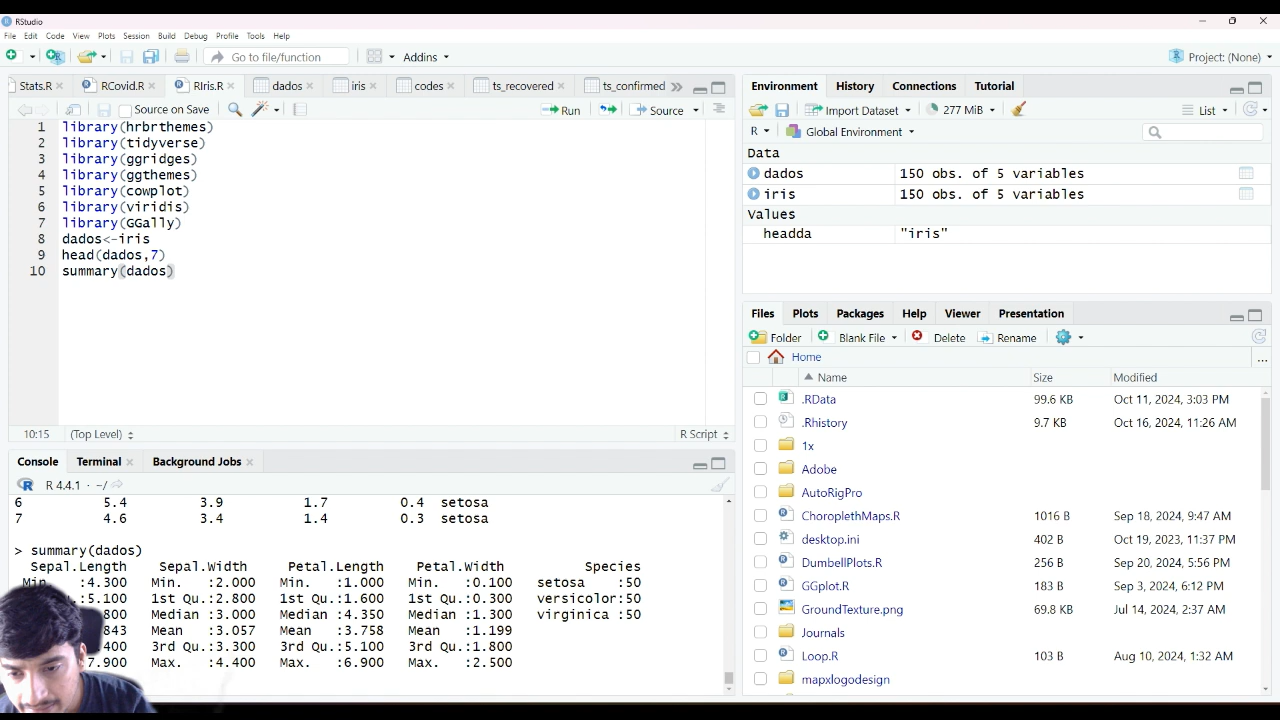 RStudio
File Edit Code View Plots Session Build Debug Profile Tools Help
Go to file/function Addins Project: (None)
Stats.R RCovid.R RIris.R dados iris codes ts_recovered ts_confirmed
Source on Save Run Source
1 library(hrbrthemes)
2 library(tidyverse)
3 library(ggridges)
4 library(ggthemes)
5 library(cowplot)
6 library(viridis)
7 library(GGally)
8 dados<-iris
9 head(dados,7)
10 summary(dados)
10:15 (Top Level) R Script
Console Terminal Background Jobs
R 4.4.1 · ~/
6 5.4 3.9 1.7 0.4 setosa
7 4.6 3.4 1.4 0.3 setosa
> summary(dados)
Sepal.Length Sepal.Width Petal.Length Petal.Width Species
Min. :4.300 Min. :2.000 Min. :1.000 Min. :0.100 setosa :50
:5.100 1st Qu.:2.800 1st Qu.:1.600 1st Qu.:0.300 versicolor:50
800 Median :3.000 Median :4.350 Median :1.300 virginica :50
843 Mean :3.057 Mean :3.758 Mean :1.199
400 3rd Qu.:3.300 3rd Qu.:5.100 3rd Qu.:1.800
7.900 Max. :4.400 Max. :6.900 Max. :2.500
Environment History Connections Tutorial
Import Dataset 277 MiB List
R Global Environment
Data
dados 150 obs. of 5 variables
iris 150 obs. of 5 variables
Values
headda "iris"
Files Plots Packages Help Viewer Presentation
Folder Blank File Delete Rename
Home ...
Name Size Modified
.RData 99.6 KB Oct 11, 2024, 3:03 PM
.Rhistory 9.7 KB Oct 16, 2024, 11:26 AM
1x
Adobe
AutoRigPro
ChoroplethMaps.R 1016 B Sep 18, 2024, 9:47 AM
desktop.ini 402 B Oct 19, 2023, 11:37 PM
DumbellPlots.R 256 B Sep 20, 2024, 5:56 PM
GGplot.R 183 B Sep 3, 2024, 6:12 PM
GroundTexture.png 69.8 KB Jul 14, 2024, 2:37 AM
Journals
Loop.R 103 B Aug 10, 2024, 1:32 AM
mapxlogodesign